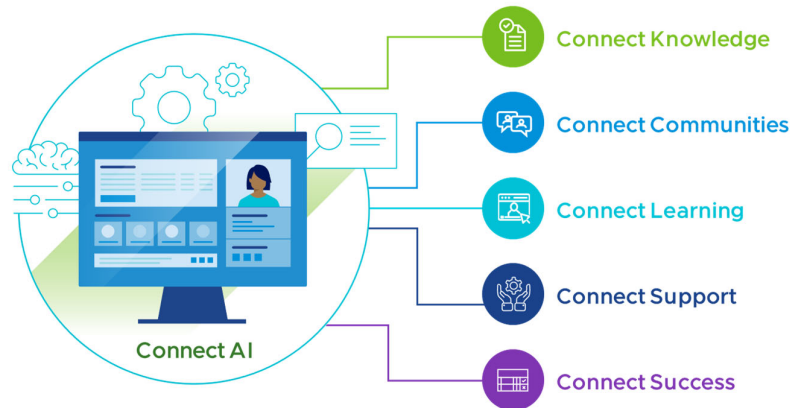 Connect Knowledge
Connect Communities
Connect Learning
Connect Support
Connect Success
Connect AI